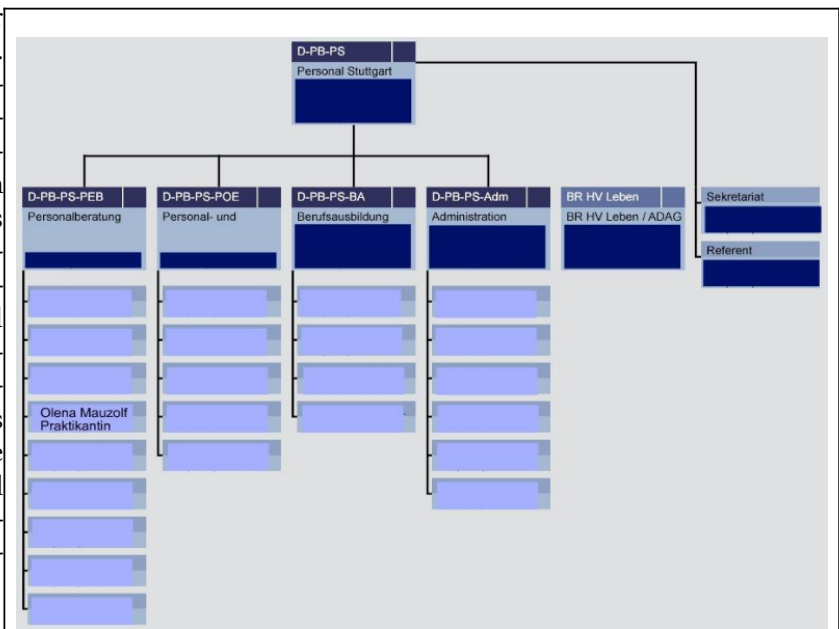 D-PB-PS
Personal Stuttgart
D-PB-PS-PEB
Personalberatung
D-PB-PS-POE
Personal- und
D-PB-PS-BA
Berufsausbildung
D-PB-PS-Adm
Administration
BR HV Leben
BR HV Leben / ADAG
Sekretariat
Referent
Olena Mauzolf
Praktikantin